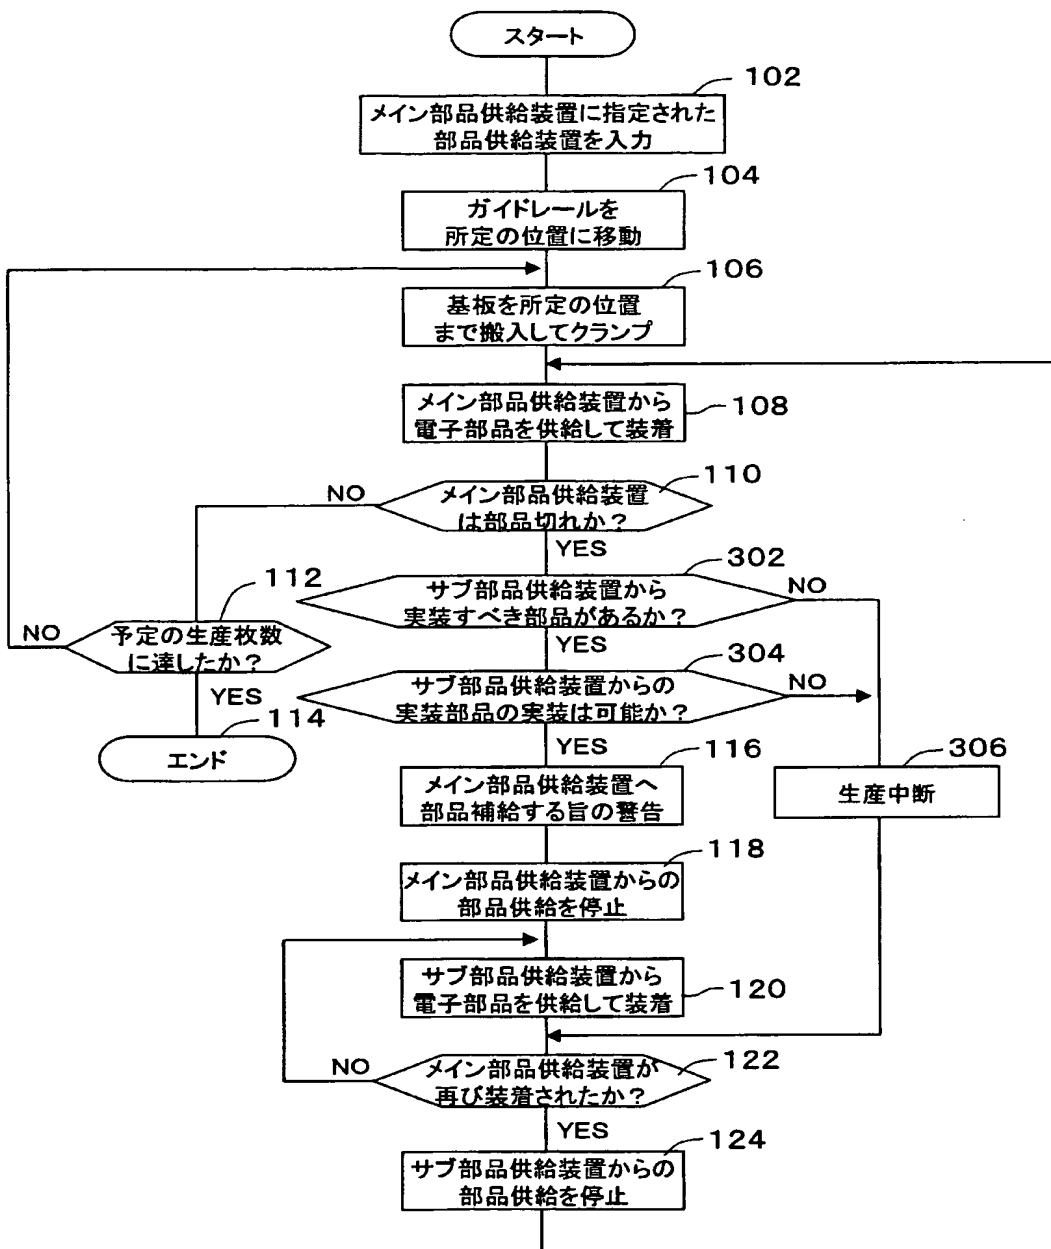 スタート
102
メイン部品供給装置に指定された
部品供給装置を入力
104
ガイドレールを
所定の位置に移動
106
基板を所定の位置
まで搬入してクランプ
メイン部品供給装置から
電子部品を供給して装着
108
NO
メイン部品供給装置
は部品切れか？
110
YES
302
サブ部品供給装置から
実装すべき部品があるか？
NO
112
NO
予定の生産枚数
に達したか？
YES
304
サブ部品供給装置からの
実装部品の実装は可能か？
NO
YES
114
エンド
YES
116
メイン部品供給装置へ
部品補給する旨の警告
306
生産中断
118
メイン部品供給装置からの
部品供給を停止
サブ部品供給装置から
電子部品を供給して装着
120
NO
メイン部品供給装置が
再び装着されたか？
122
YES
124
サブ部品供給装置からの
部品供給を停止